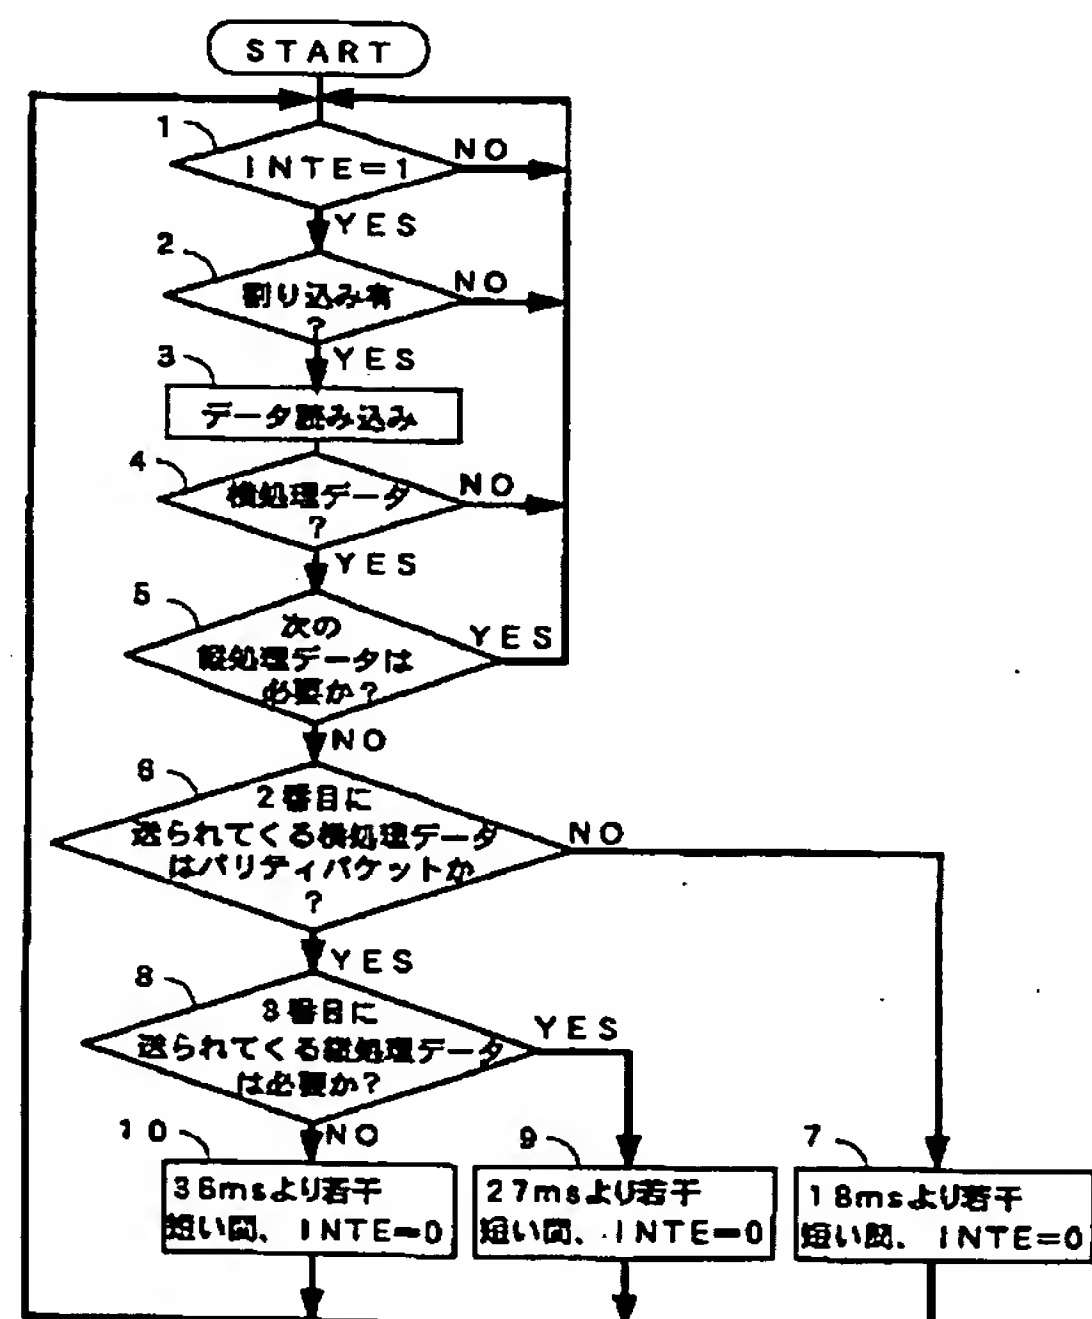 START
1
INTE=1
NO
YES
2
割り込み有
?
NO
YES
3
データ読み込み
4
横処理データ
?
NO
YES
5
次の
縦処理データは
必要か?
YES
NO
6
2番目に
送られてくる横処理データ
はパリティパケットか
?
NO
YES
8
3番目に
送られてくる縦処理データ
は必要か?
YES
NO
10
36msより若干
短い間、INTE=0
9
27msより若干
短い間、INTE=0
7
18msより若干
短い間、INTE=0